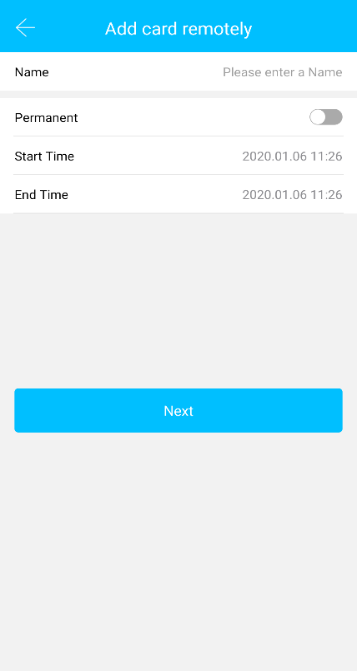 Add card remotely
Name Please enter a Name
Permanent
Start Time 2020.01.06 11:26
End Time 2020.01.06 11:26
Next